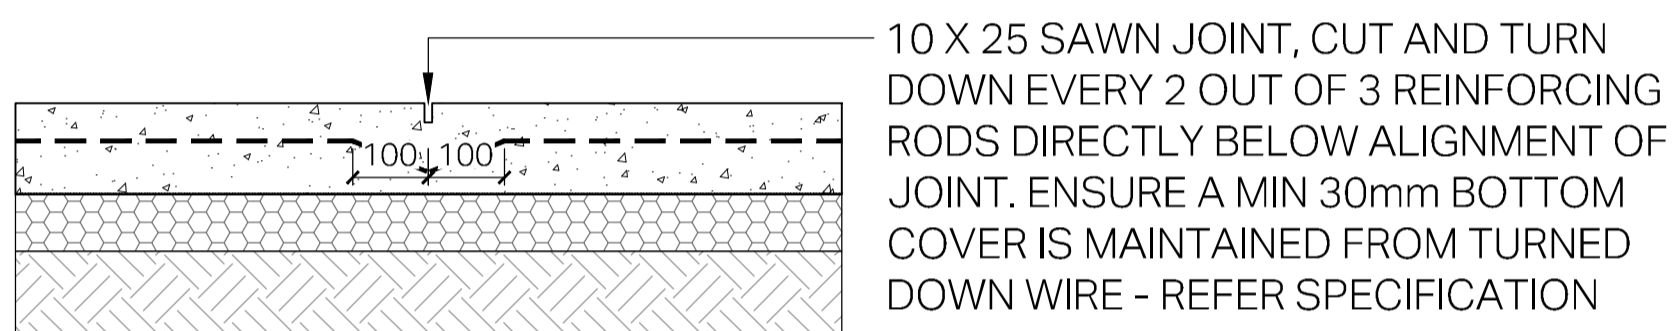 10 X 25 SAWN JOINT, CUT AND TURN
DOWN EVERY 2 OUT OF 3 REINFORCING
RODS DIRECTLY BELOW ALIGNMENT OF
JOINT. ENSURE A MIN 30mm BOTTOM
COVER IS MAINTAINED FROM TURNED
DOWN WIRE - REFER SPECIFICATION
100 100